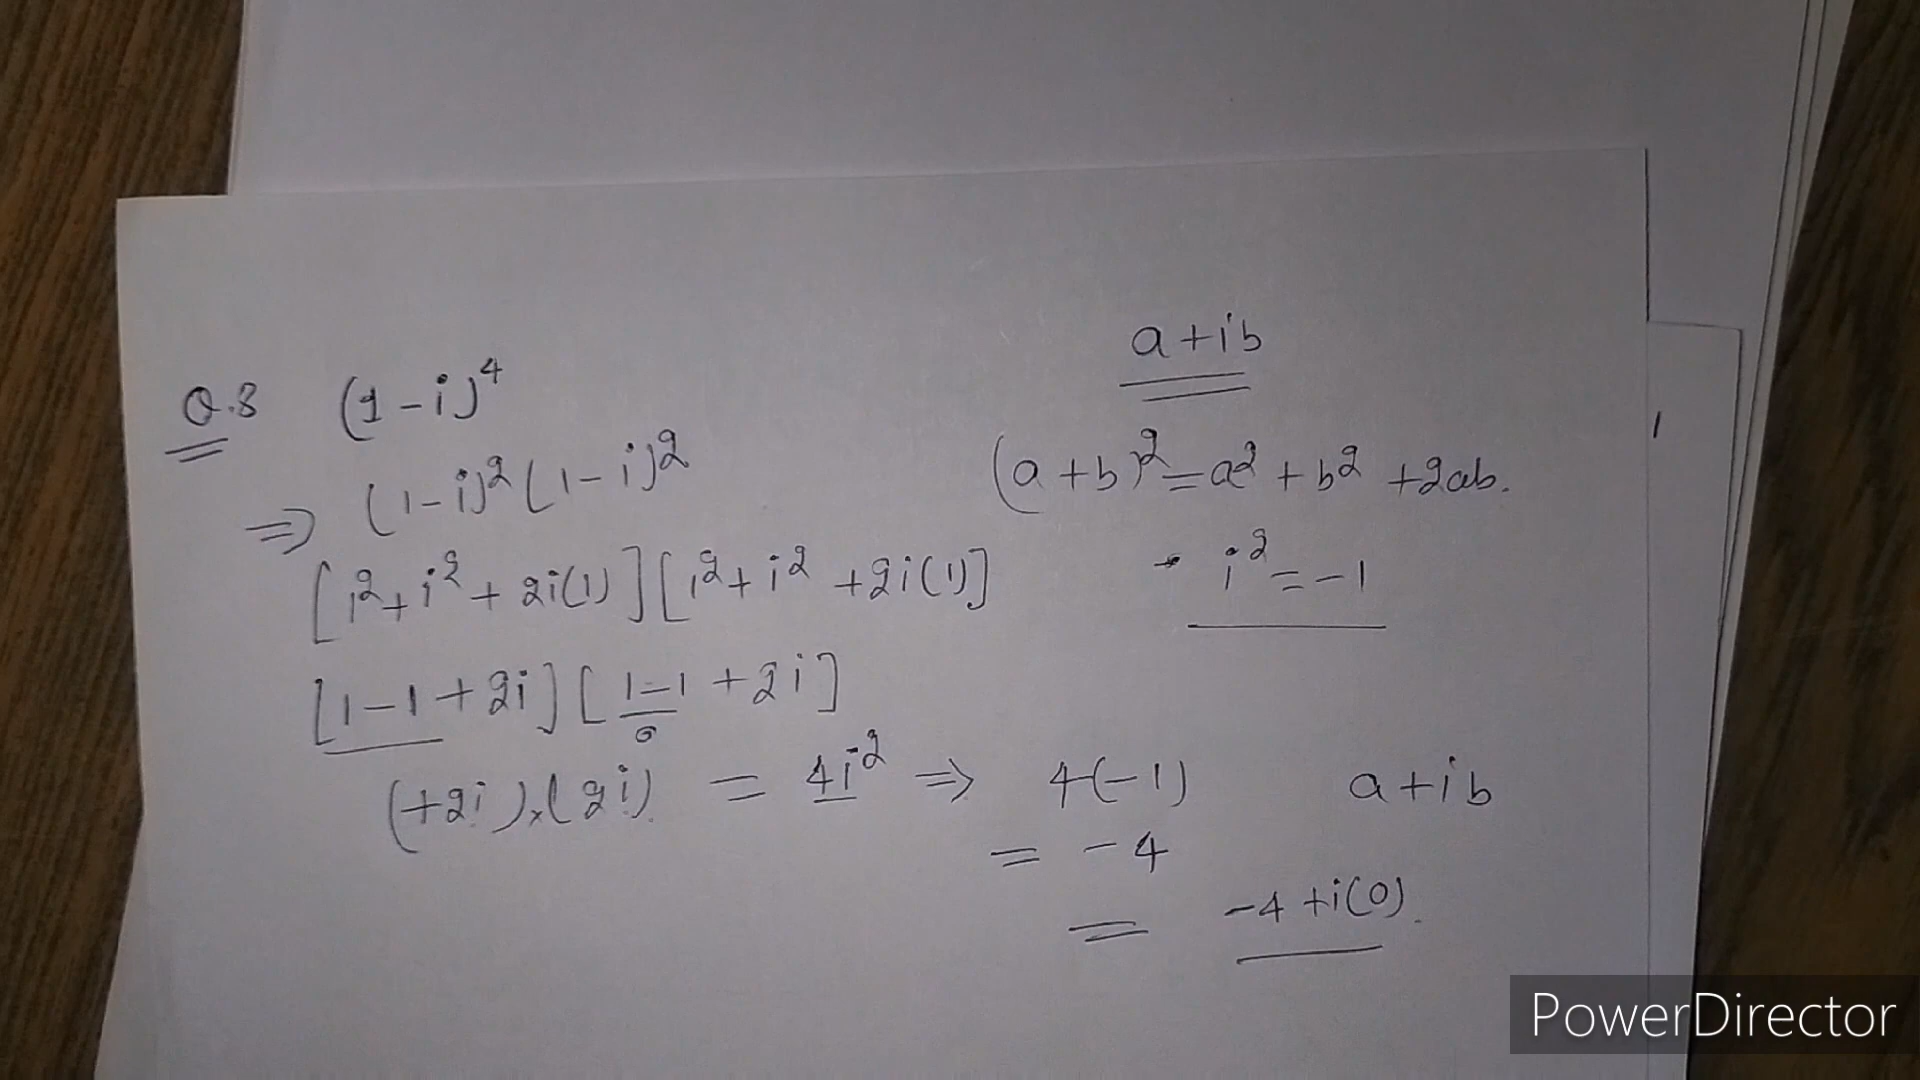 Q.8 (1-i)^4
a+ib
⇒ (1-i)^2 (1-i)^2
(a+b)^2=a^2+b^2+2ab.
[1^2+i^2+2i(1)][1^2+i^2+2i(1)]
i^2=-1
[1-1+2i][1-1+2i]
0
(+2i)×(2i) = 4i^2 ⇒ 4(-1)
a+ib
= -4
= -4+i(0).
PowerDirector